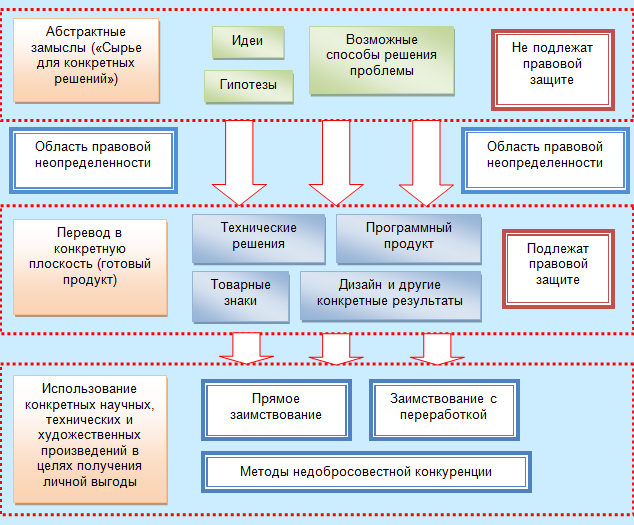 Абстрактные
замыслы («Сырье
для конкретных
решений»)
Идеи
Гипотезы
Возможные
способы решения
проблемы
Не подлежат
правовой
защите
Область правовой
неопределенности
Область правовой
неопределенности
Перевод в
конкретную
плоскость (готовый
продукт)
Технические
решения
Программный
продукт
Товарные
знаки
Дизайн и другие
конкретные результаты
Подлежат
правовой
защите
Использование
конкретных научных,
технических и
художественных
произведений в
целях получения
личной выгоды
Прямое
заимствование
Заимствование с
переработкой
Методы недобросовестной конкуренции